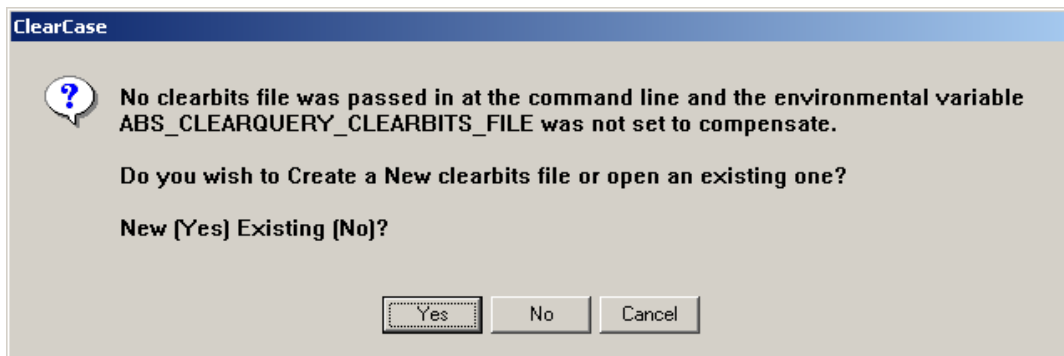 ClearCase
No clearbits file was passed in at the command line and the environmental variable
ABS_CLEARQUERY_CLEARBITS_FILE was not set to compensate.
Do you wish to Create a New clearbits file or open an existing one?
New (Yes) Existing (No)?
Yes No Cancel